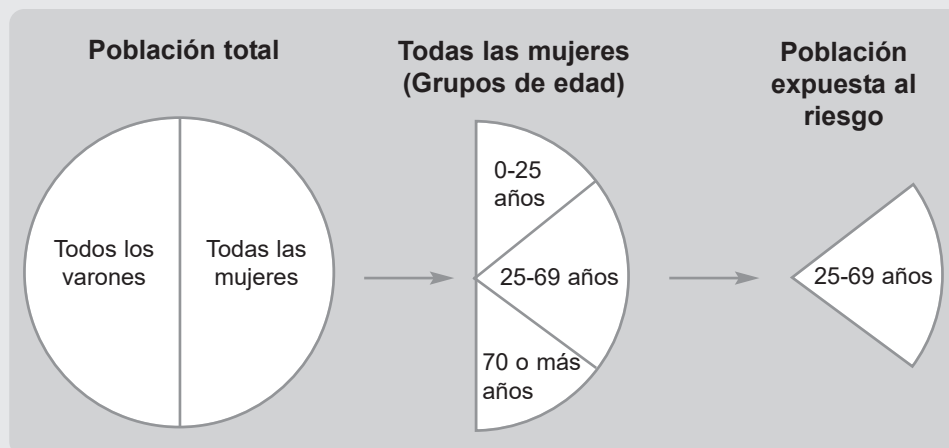 Población total
Todos los
varones
Todas las
mujeres
Todas las mujeres
(Grupos de edad)
0-25
años
25-69 años
70 o más
años
Población
expuesta al
riesgo
25-69 años